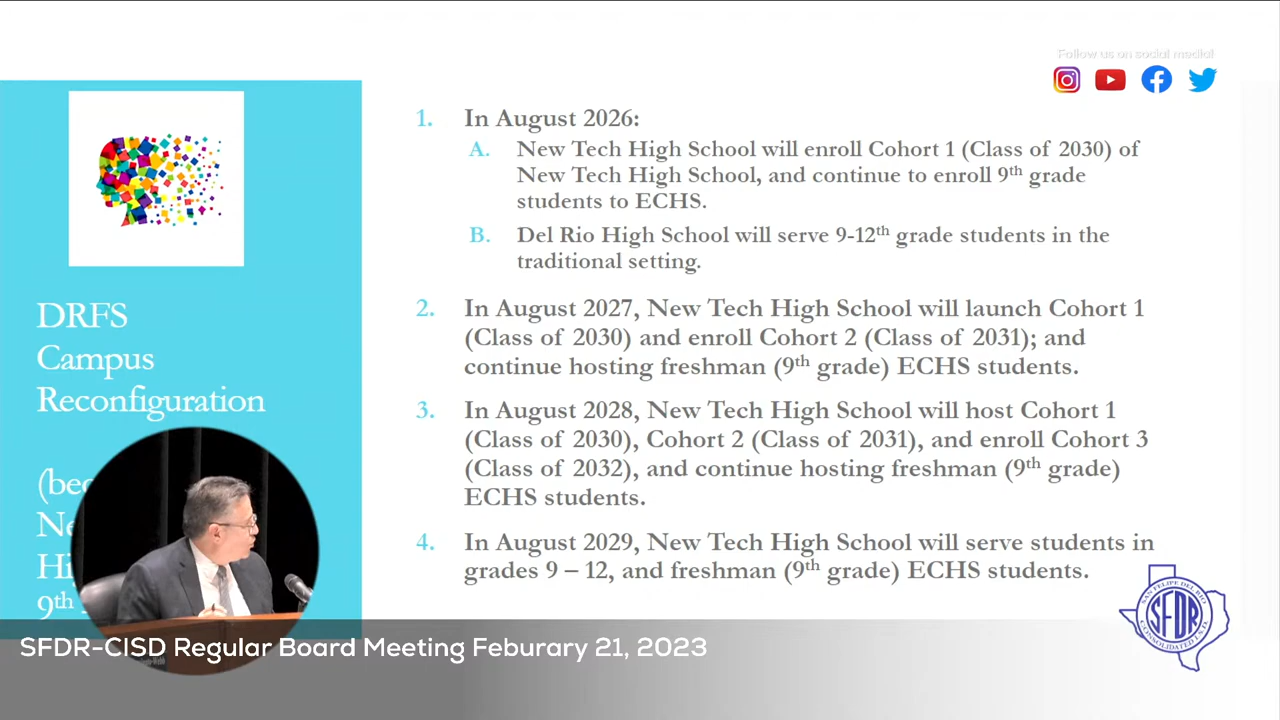 Follow us on social media!
1. In August 2026:
A. New Tech High School will enroll Cohort 1 (Class of 2030) of
New Tech High School, and continue to enroll 9th grade
students to ECHS.
B. Del Rio High School will serve 9-12th grade students in the
traditional setting.
2. In August 2027, New Tech High School will launch Cohort 1
(Class of 2030) and enroll Cohort 2 (Class of 2031); and
continue hosting freshman (9th grade) ECHS students.
3. In August 2028, New Tech High School will host Cohort 1
(Class of 2030), Cohort 2 (Class of 2031), and enroll Cohort 3
(Class of 2032), and continue hosting freshman (9th grade)
ECHS students.
4. In August 2029, New Tech High School will serve students in
grades 9 – 12, and freshman (9th grade) ECHS students.
DRFS
Campus
Reconfiguration
9th
SAN FELIPE DEL RIO
SFDR
CONSOLIDATED I.S.D.
SFDR-CISD Regular Board Meeting Feburary 21, 2023